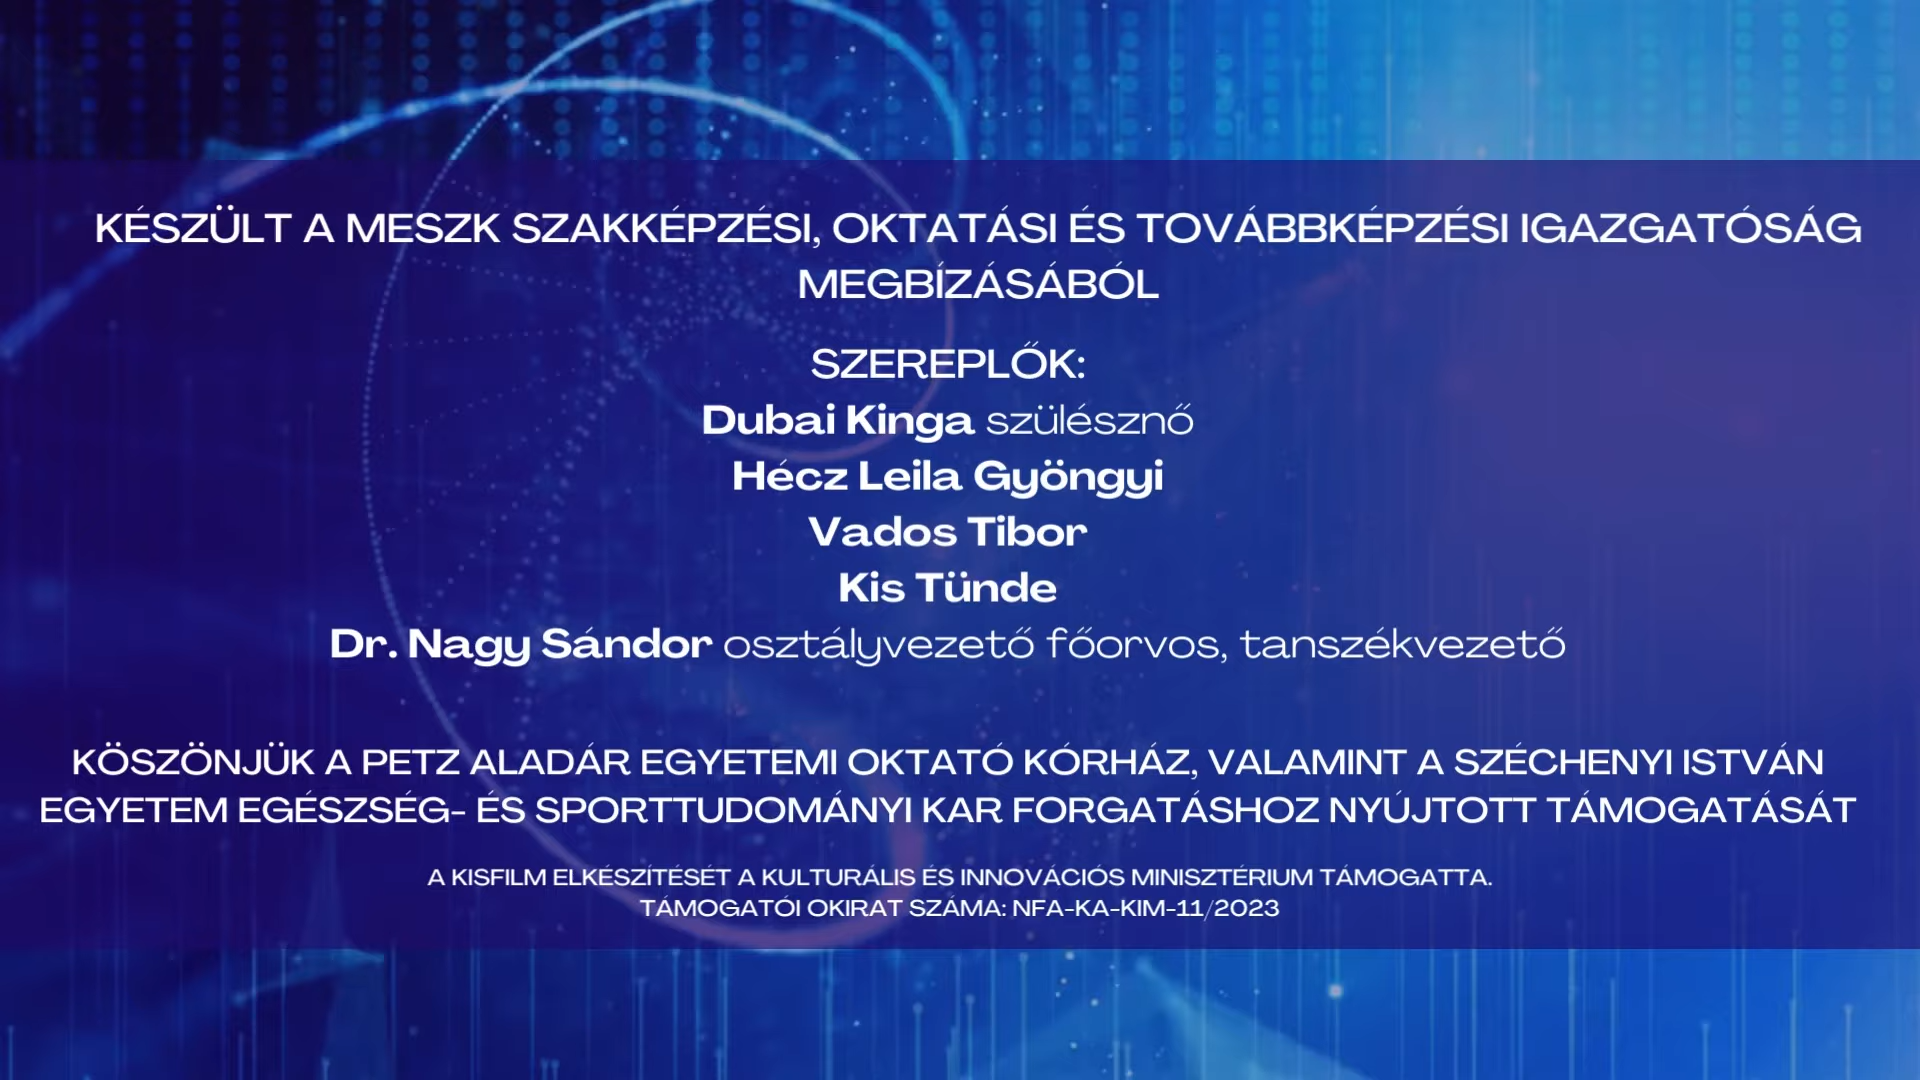 KÉSZÜLT A MESZK SZAKKÉPZÉSI, OKTATÁSI ÉS TOVÁBBKÉPZÉSI IGAZGATÓSÁG
MEGBÍZÁSÁBÓL
SZEREPLŐK:
Dubai Kinga szülésznő
Hécz Leila Gyöngyi
Vados Tibor
Kis Tünde
Dr. Nagy Sándor osztályvezető főorvos, tanszékvezető
KÖSZÖNJÜK A PETZ ALADÁR EGYETEMI OKTATÓ KÓRHÁZ, VALAMINT A SZÉCHENYI ISTVÁN
EGYETEM EGÉSZSÉG- ÉS SPORTTUDOMÁNYI KAR FORGATÁSHOZ NYÚJTOTT TÁMOGATÁSÁT
A KISFILM ELKÉSZÍTÉSÉT A KULTURÁLIS ÉS INNOVÁCIÓS MINISZTÉRIUM TÁMOGATTA.
TÁMOGATÓI OKIRAT SZÁMA: NFA-KA-KIM-11/2023